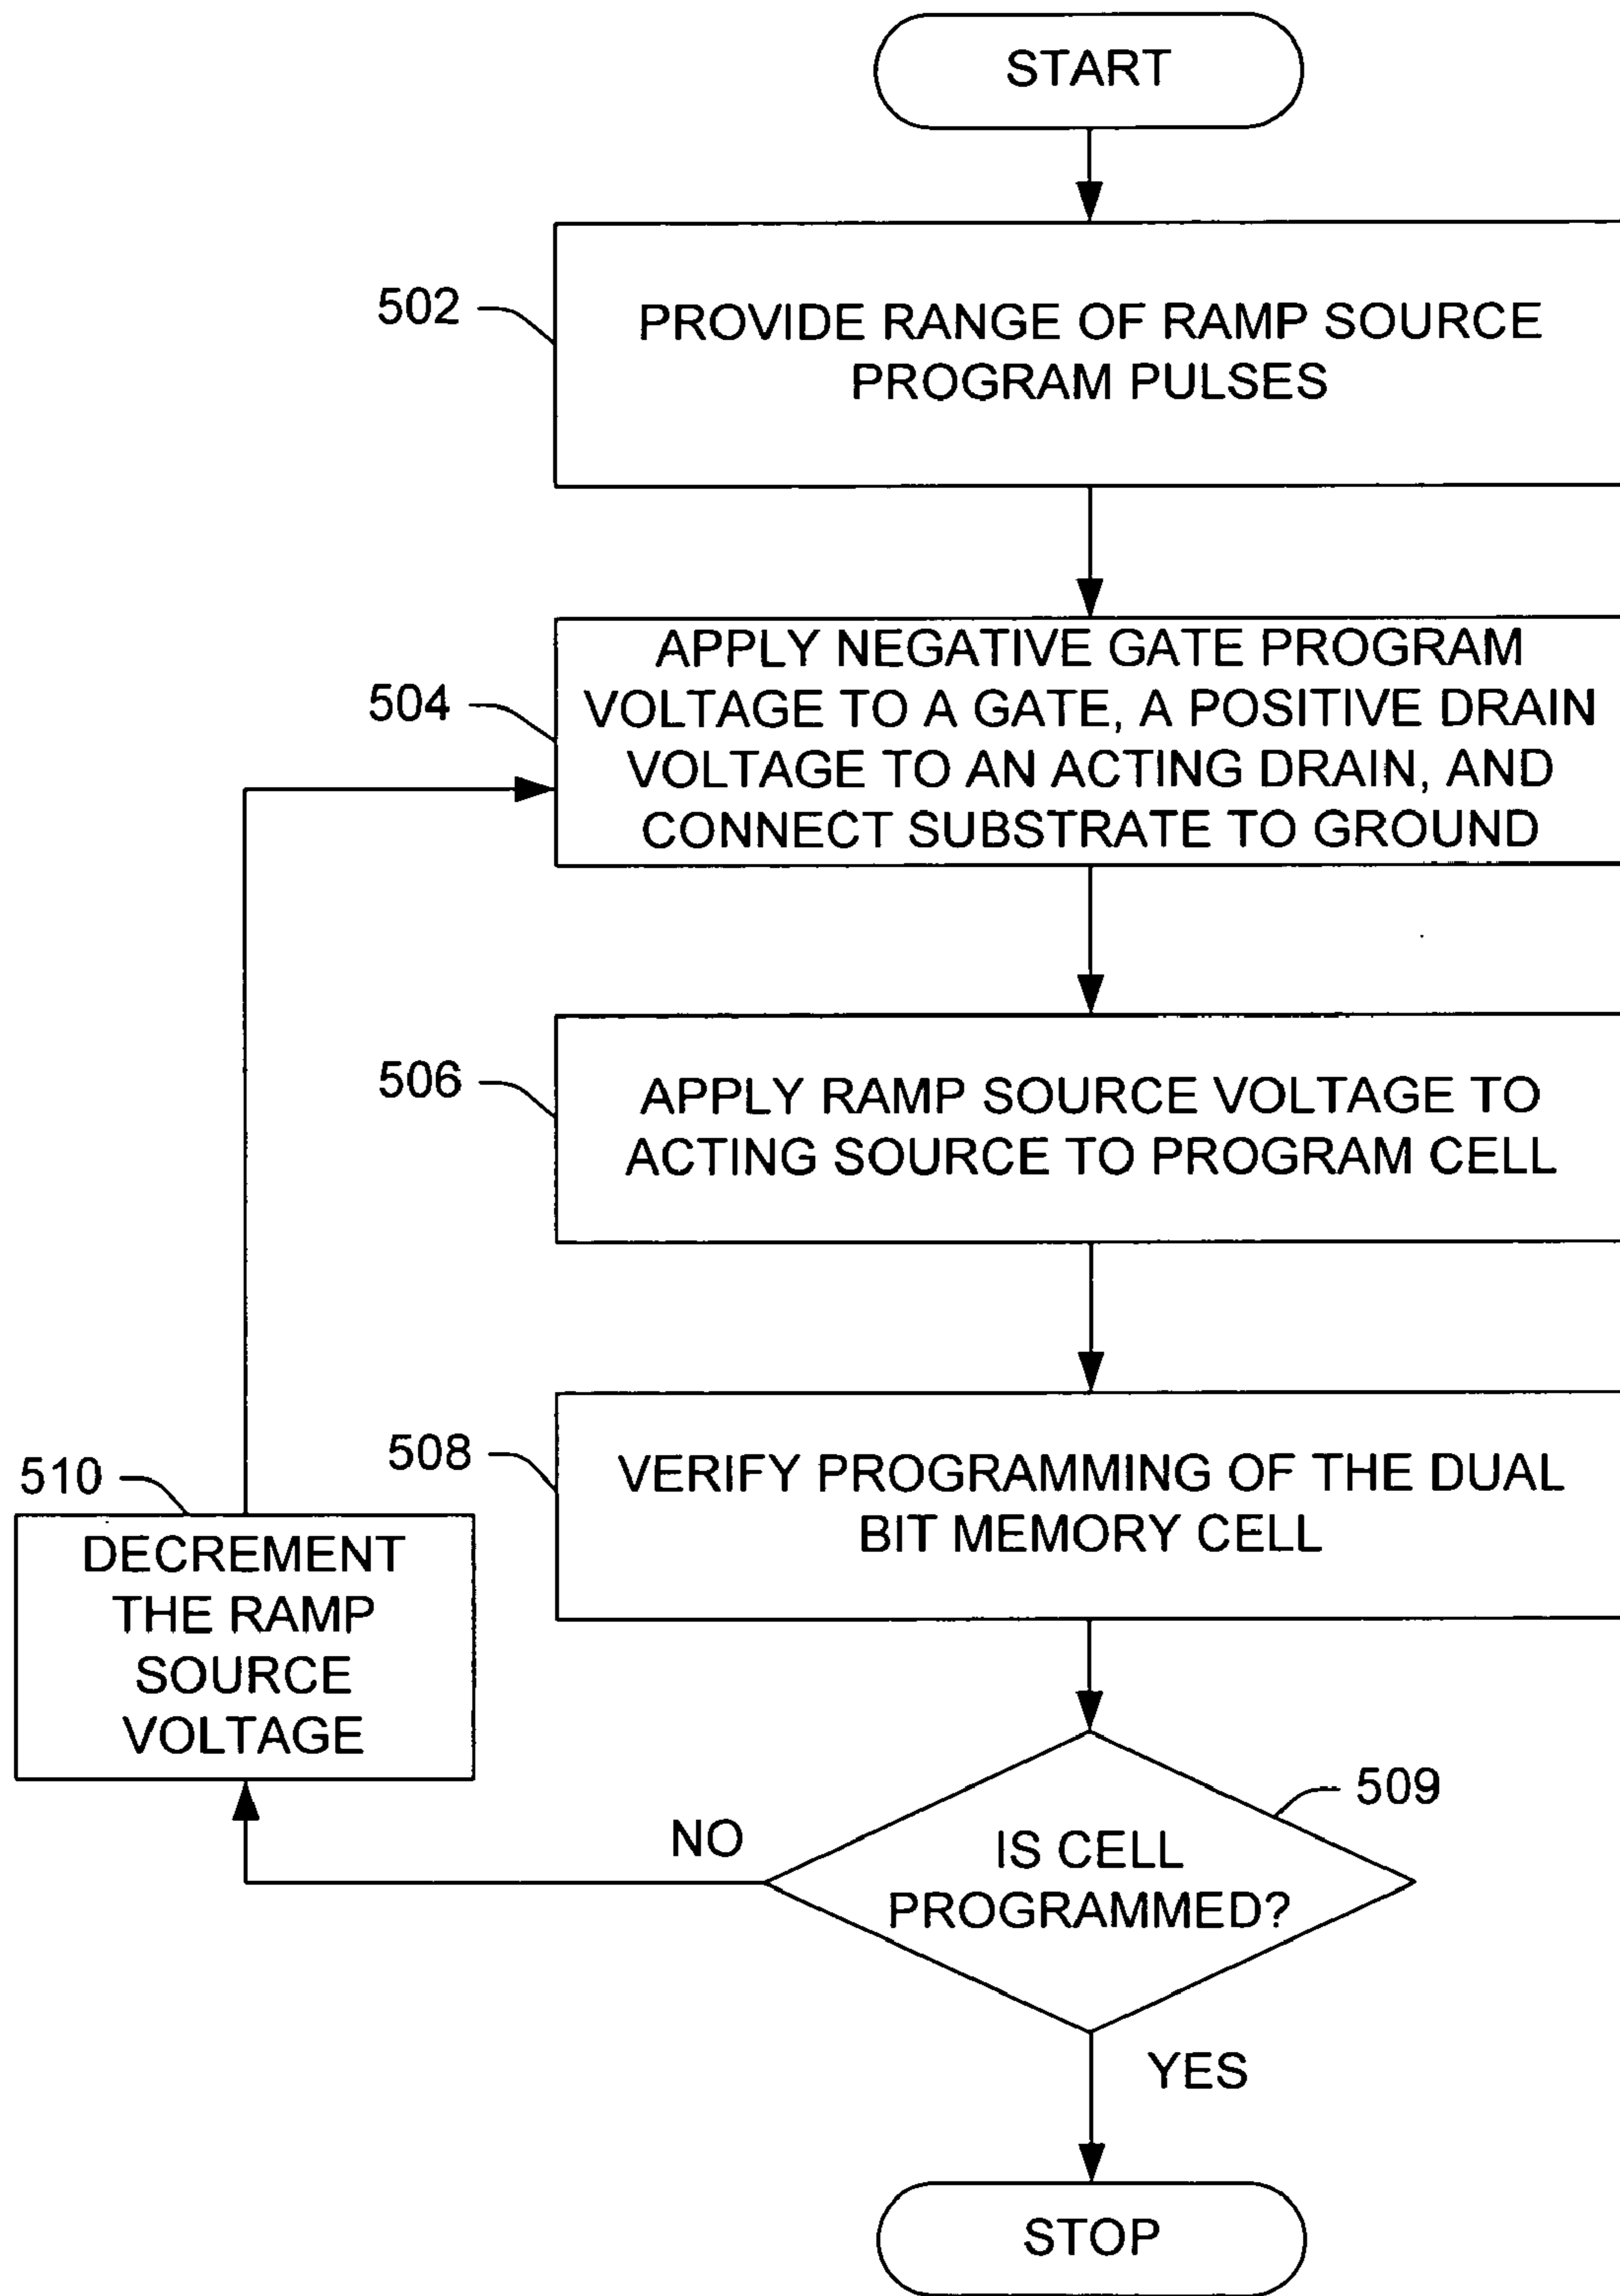 START
502
PROVIDE RANGE OF RAMP SOURCE
PROGRAM PULSES
504
APPLY NEGATIVE GATE PROGRAM
VOLTAGE TO A GATE, A POSITIVE DRAIN
VOLTAGE TO AN ACTING DRAIN, AND
CONNECT SUBSTRATE TO GROUND
506
APPLY RAMP SOURCE VOLTAGE TO
ACTING SOURCE TO PROGRAM CELL
508
VERIFY PROGRAMMING OF THE DUAL
BIT MEMORY CELL
510
DECREMENT
THE RAMP
SOURCE
VOLTAGE
509
IS CELL
PROGRAMMED?
NO
YES
STOP